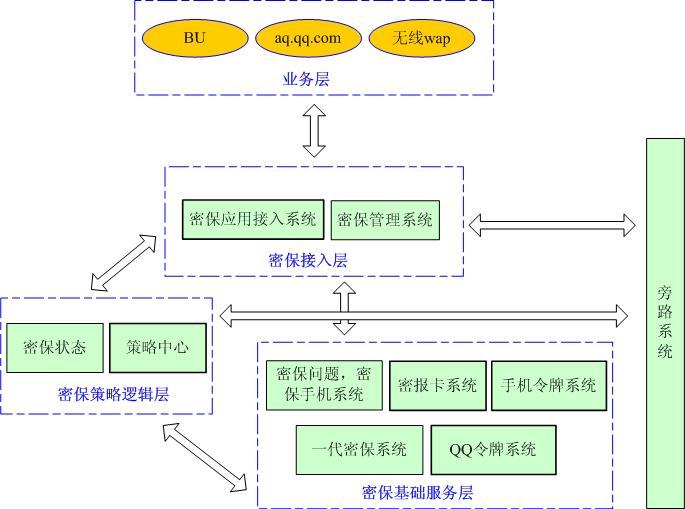 BU
aq.qq.com
无线wap
业务层
密保应用接入系统
密保管理系统
密保接入层
旁路
系统
密保状态
策略中心
密保策略逻辑层
密保问题，密
保手机系统
密报卡系统
手机令牌系统
一代密保系统
QQ令牌系统
密保基础服务层